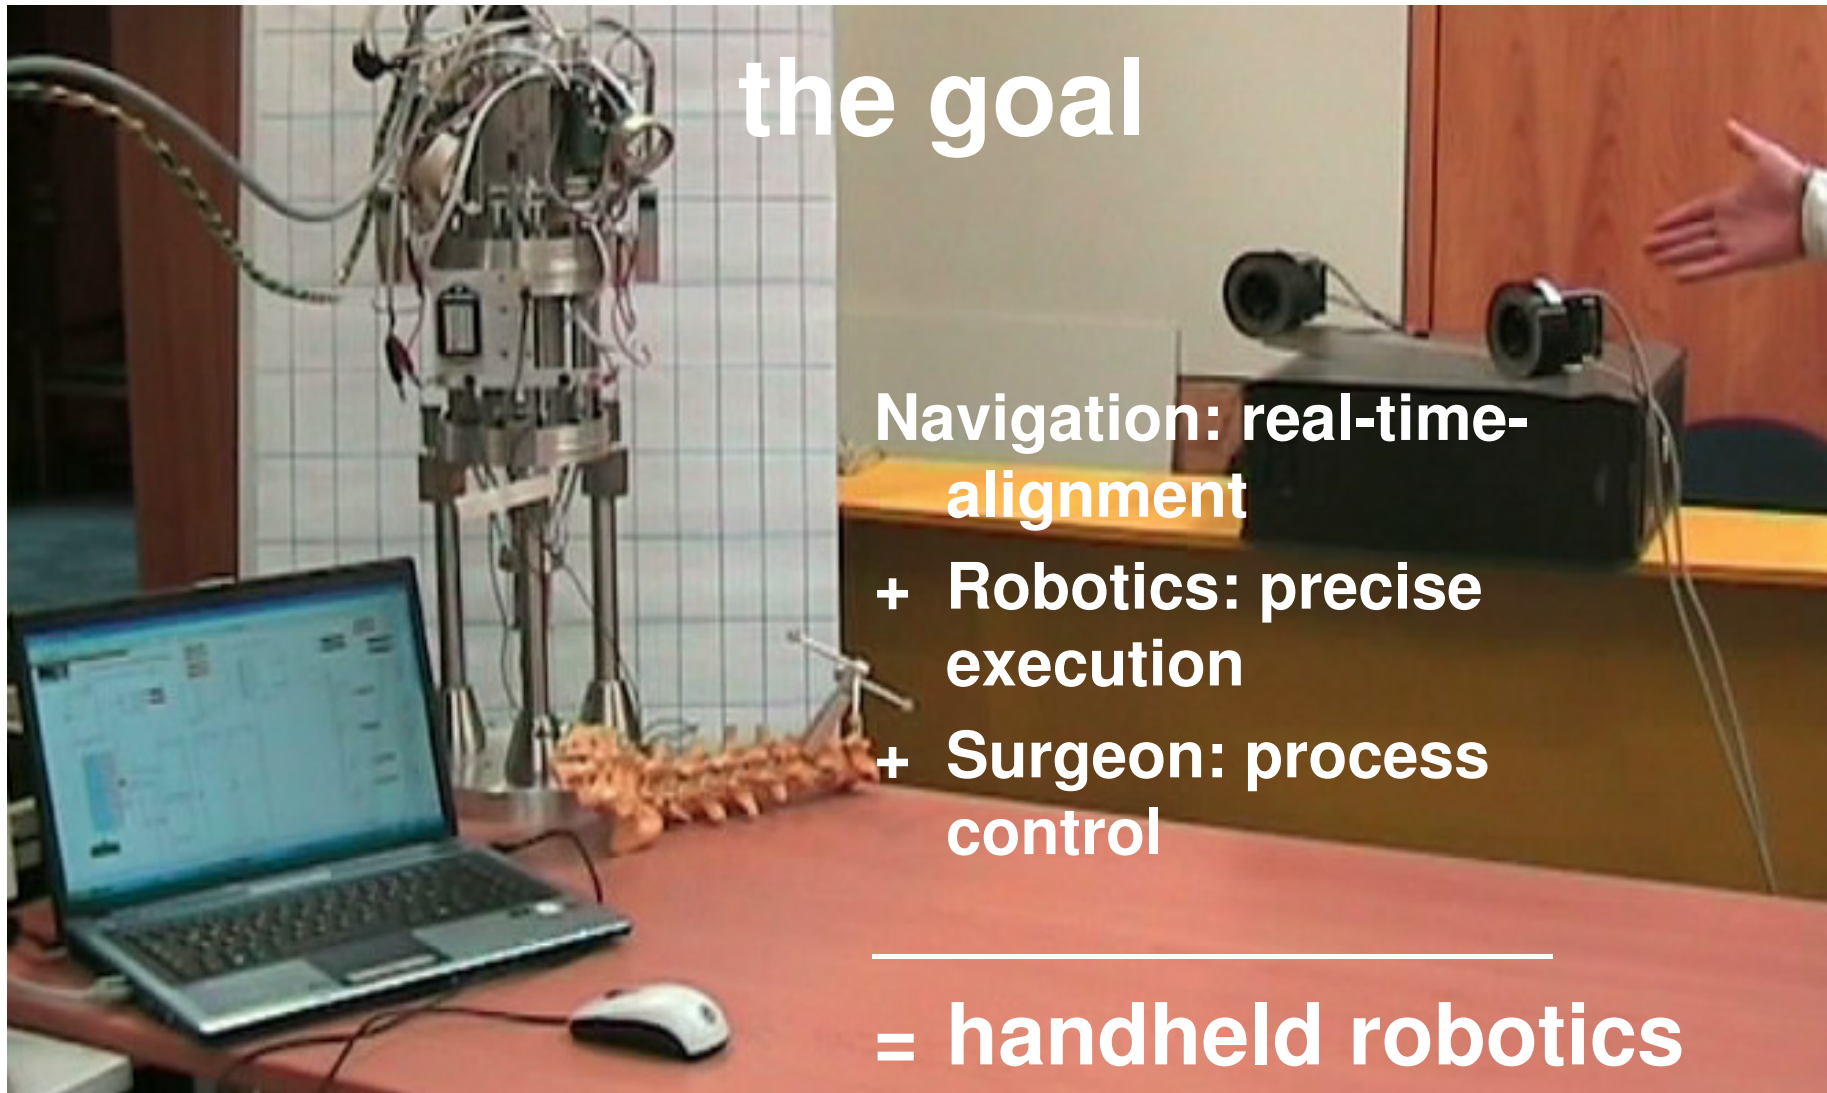 the goal
Navigation: real-time-
alignment
+ Robotics: precise
execution
+ Surgeon: process
control
= handheld robotics